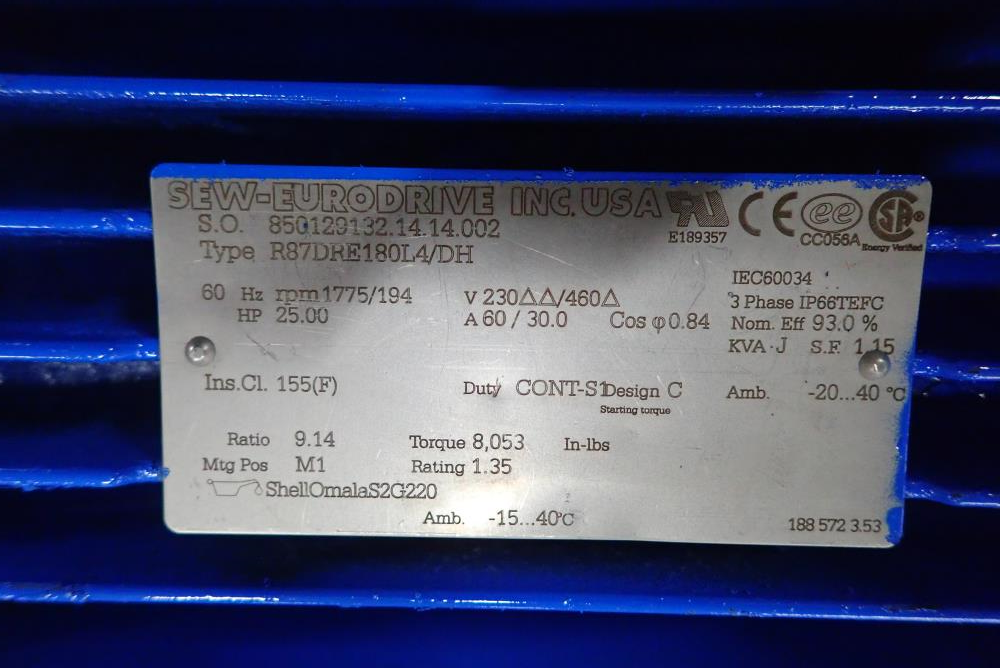 SEW-EURODRIVE INC. USA
E189357
CC056A
Energy Verified
S.O. 850129132.14.14.002
Type R87DRE180L4/DH
IEC60034
60 Hz rpm 1775/194 V 230△△/460△ 3 Phase IP66TEFC
HP 25.00 A 60 / 30.0 Cos φ 0.84 Nom. Eff 93.0 %
KVA-J S.F. 1.15
Ins.Cl. 155(F) Duty CONT-S1 Design C Amb. -20...40 °C
Starting torque
Ratio 9.14 Torque 8,053 In-lbs
Mtg Pos M1 Rating 1.35
ShellOmalaS2G220
Amb. -15...40°C
188 572 3.53